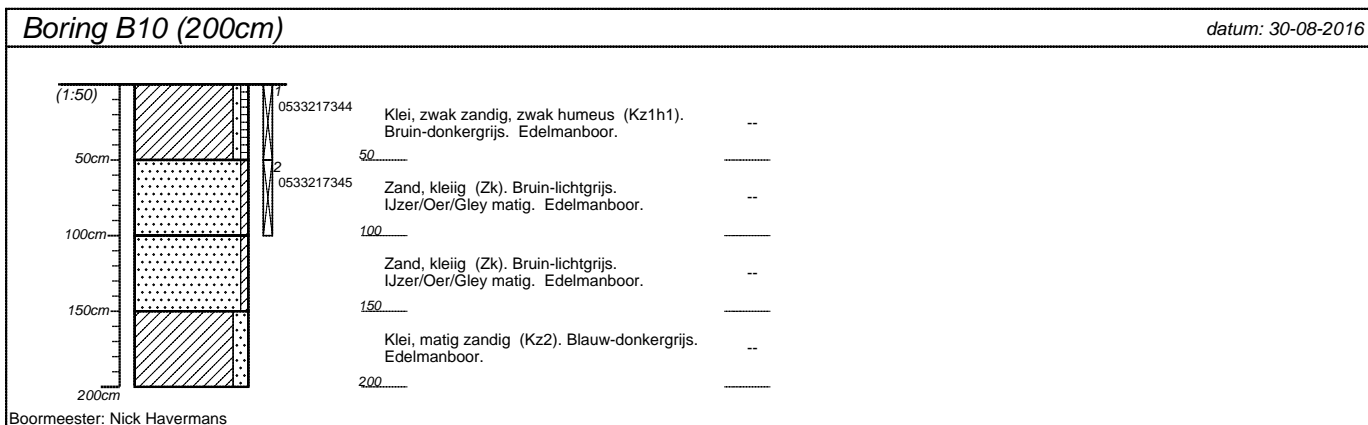 Boring B10 (200cm)
datum: 30-08-2016
(1:50)
1
0533217344
Klei, zwak zandig, zwak humeus (Kz1h1).
Bruin-donkergrijs. Edelmanboor.
--
50cm
50
2
0533217345
Zand, kleiig (Zk). Bruin-lichtgrijs.
IJzer/Oer/Gley matig. Edelmanboor.
--
100cm
100
Zand, kleiig (Zk). Bruin-lichtgrijs.
IJzer/Oer/Gley matig. Edelmanboor.
--
150cm
150
Klei, matig zandig (Kz2). Blauw-donkergrijs.
Edelmanboor.
--
200cm
200
Boormeester: Nick Havermans